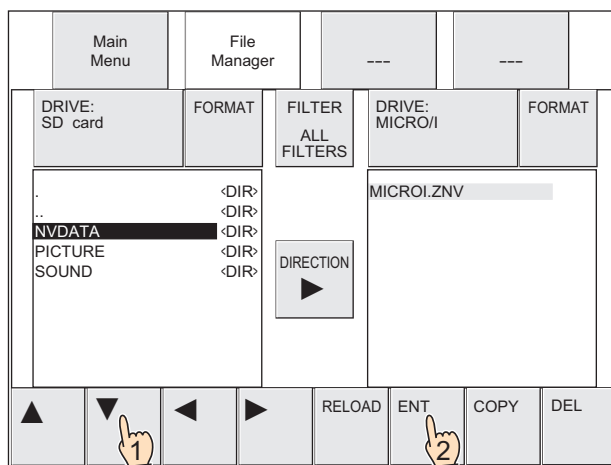 Main
Menu
File
Manager
---
---
DRIVE:
SD card
FORMAT
FILTER
ALL
FILTERS
DRIVE:
MICRO/I
FORMAT
. <DIR>
.. <DIR>
NVDATA <DIR>
PICTURE <DIR>
SOUND <DIR>
DIRECTION
▶
MICROI.ZNV
▲ ▼ ◀ ▶ RELOAD ENT COPY DEL
1 2